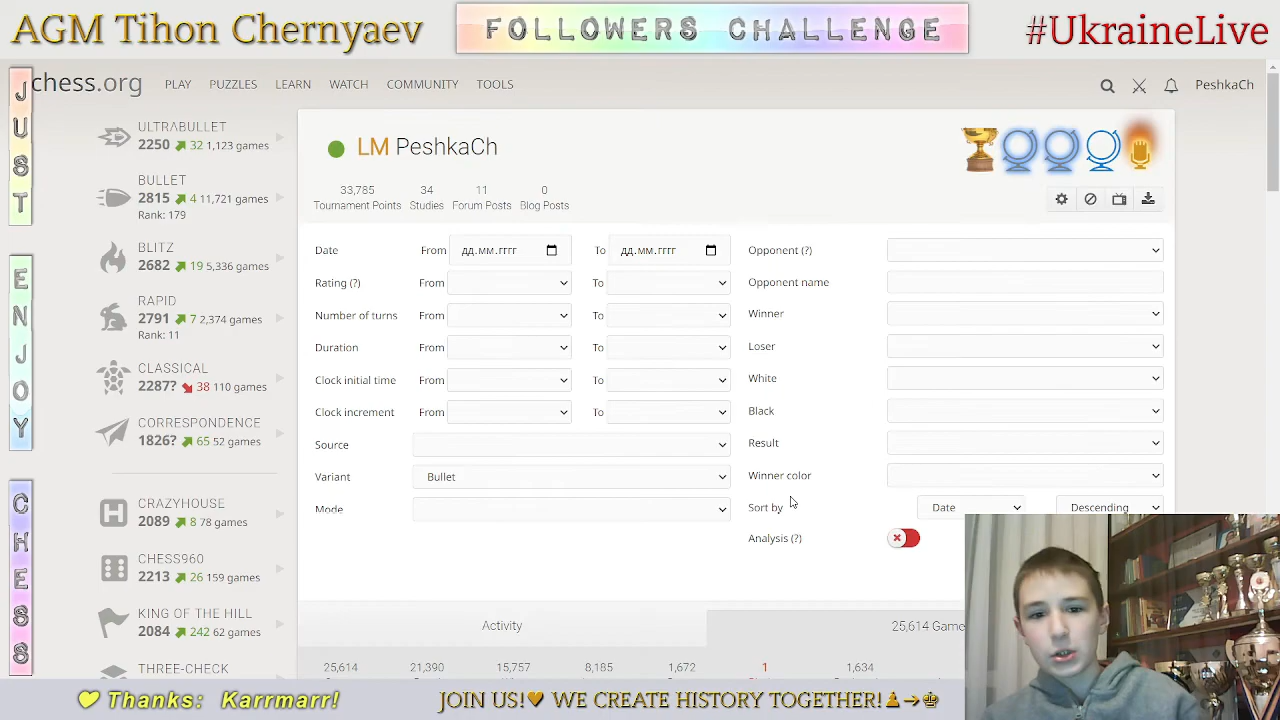 AGM Tihon Chernyaev
FOLLOWERS CHALLENGE
#UkraineLive
JUST
ENJOY
CHESS
chess.org
PLAY PUZZLES LEARN WATCH COMMUNITY TOOLS
PeshkaCh
ULTRABULLET
2250 32 1,123 games
BULLET
2815 4 11,721 games
Rank: 179
BLITZ
2682 19 5,336 games
RAPID
2791 7 2,374 games
Rank: 11
CLASSICAL
2287? 38 110 games
CORRESPONDENCE
1826? 65 52 games
CRAZYHOUSE
2089 8 78 games
CHESS960
2213 26 159 games
KING OF THE HILL
2084 242 62 games
THREE-CHECK
LM PeshkaCh
33,785 34 11 0
Tournament Points Studies Forum Posts Blog Posts
Date From дд.мм.гггг To дд.мм.гггг
Rating (?) From To
Number of turns From To
Duration From To
Clock initial time From To
Clock increment From To
Source
Variant Bullet
Mode
Opponent (?)
Opponent name
Winner
Loser
White
Black
Result
Winner color
Sort by Date Descending
Analysis (?)
Activity 25,614 Game
25,614 21,390 15,757 8,185 1,672 1 1,634
Thanks: Karrmarr!
JOIN US! WE CREATE HISTORY TOGETHER!